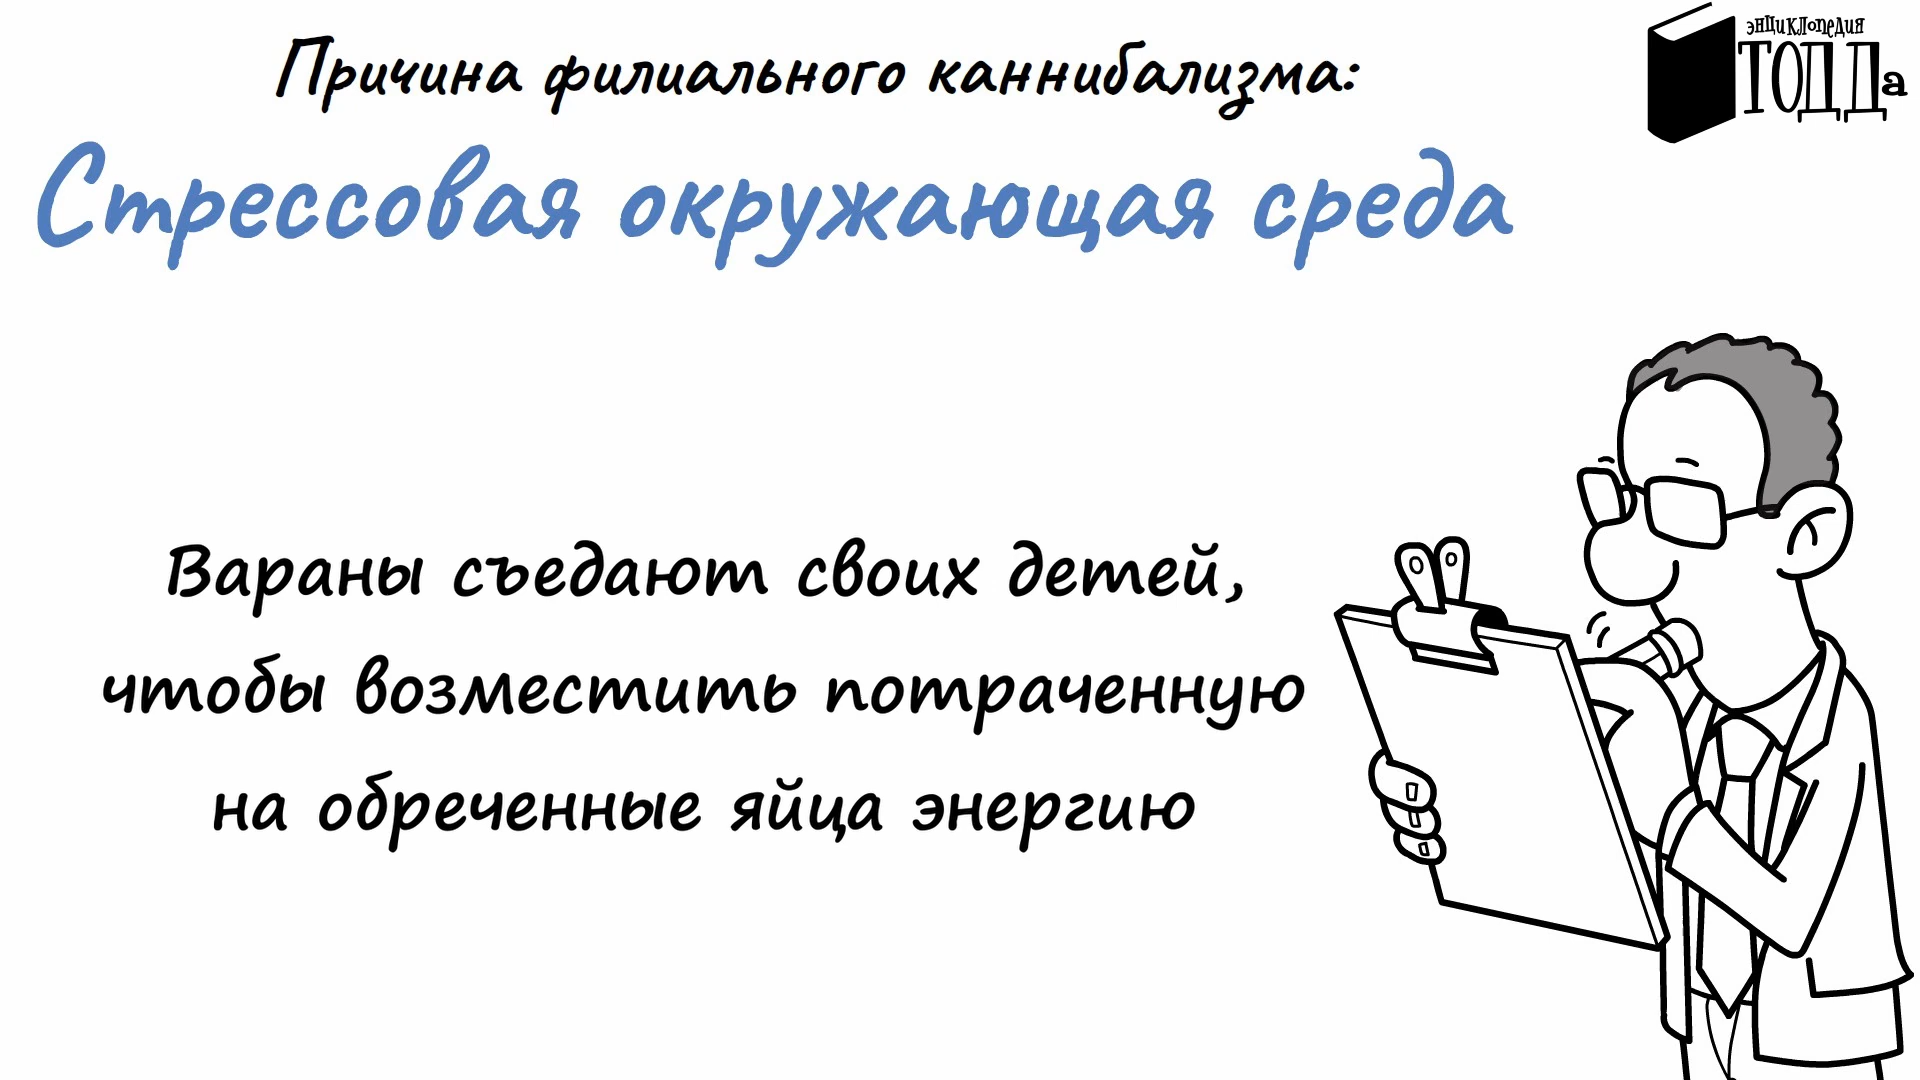 Причина филиального каннибализма:
Стрессовая окружающая среда
энциклопедия
ТОДДа
Вараны съедают своих детей,
чтобы возместить потраченную
на обреченные яйца энергию